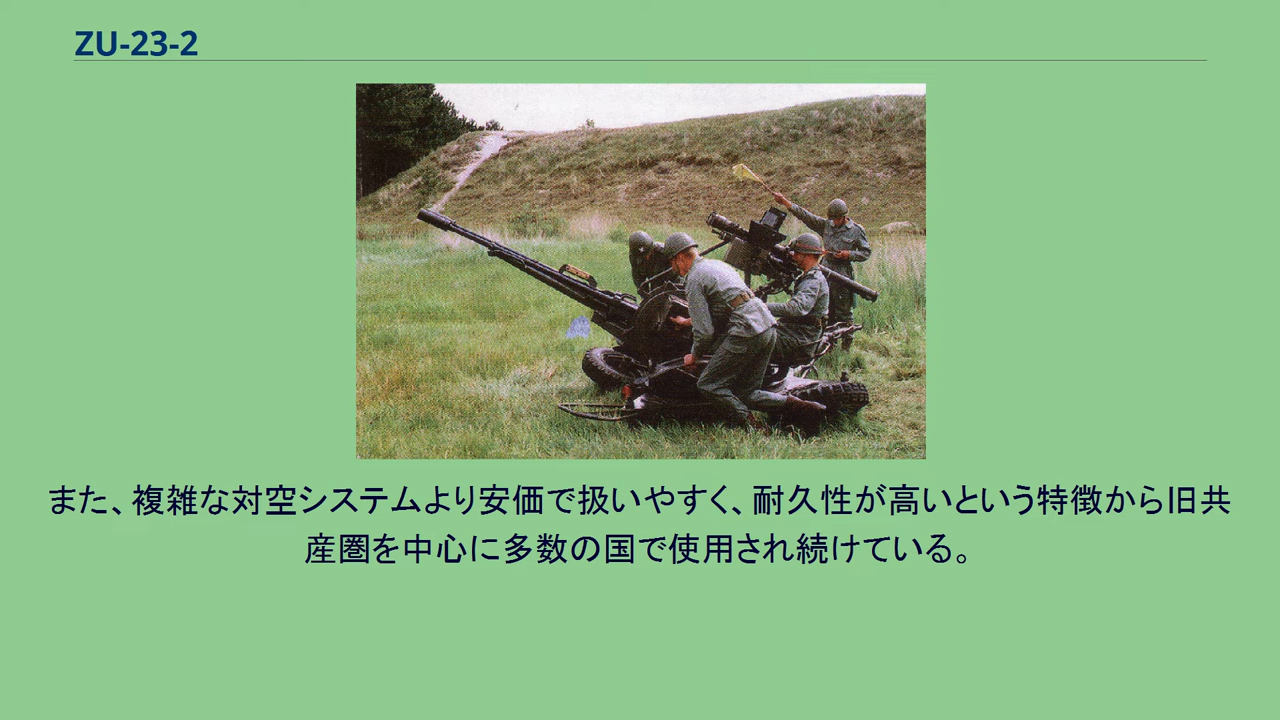 ZU-23-2
また、複雑な対空システムより安価で扱いやすく、耐久性が高いという特徴から旧共
産圏を中心に多数の国で使用され続けている。